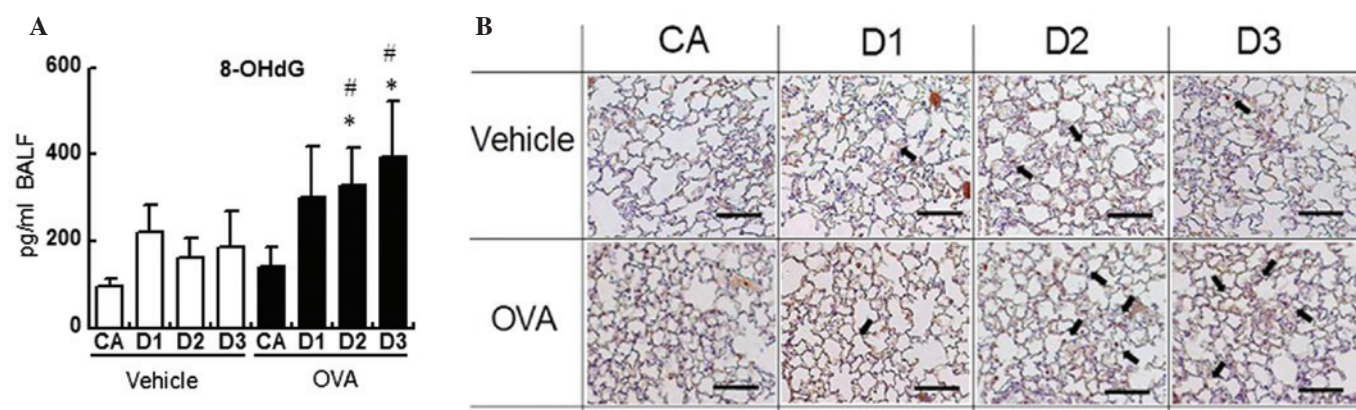 A
8-OHdG
pg/ml BALF
600
400
200
0
#
*
#
*
CA D1 D2 D3 CA D1 D2 D3
Vehicle OVA
B
CA D1 D2 D3
Vehicle
OVA